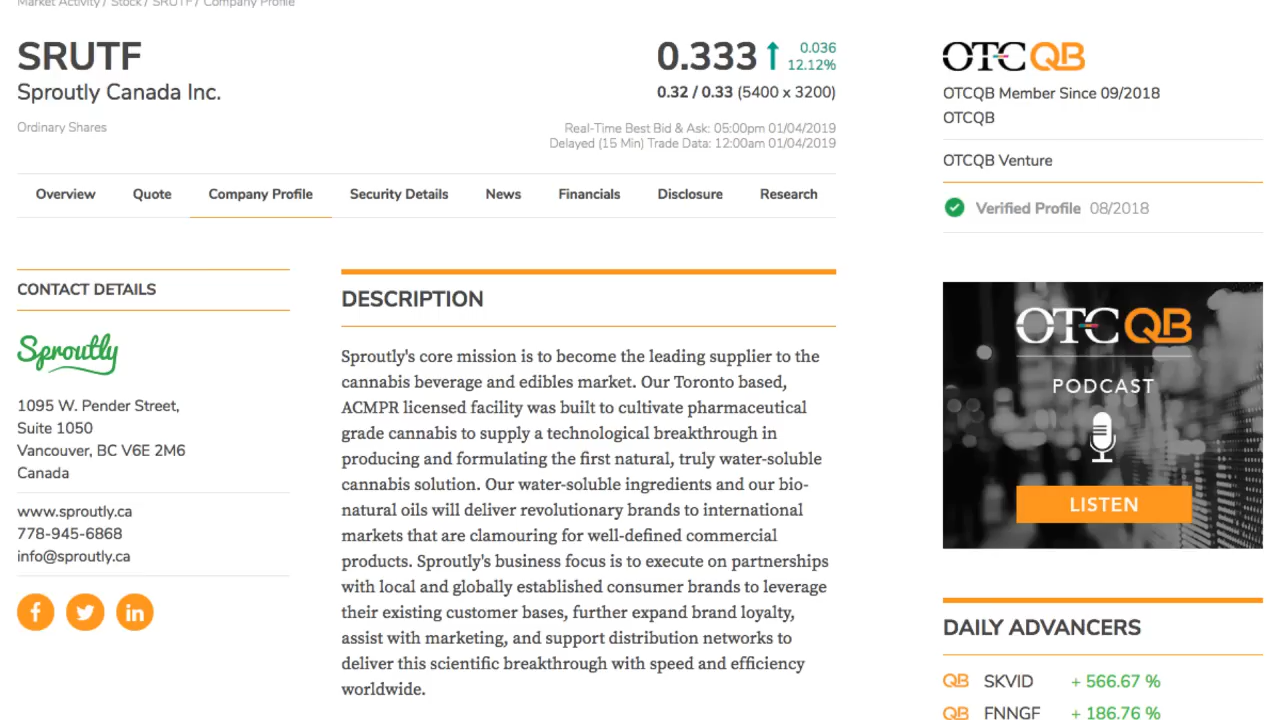 Market Activity / Stock / SRUTF / Company Profile
SRUTF
Sproutly Canada Inc.
Ordinary Shares
0.333
0.036
12.12%
0.32 / 0.33 (5400 x 3200)
Real-Time Best Bid & Ask: 05:00pm 01/04/2019
Delayed (15 Min) Trade Data: 12:00am 01/04/2019
Overview Quote Company Profile Security Details News Financials Disclosure Research
CONTACT DETAILS
Sproutly
1095 W. Pender Street,
Suite 1050
Vancouver, BC V6E 2M6
Canada
www.sproutly.ca
778-945-6868
info@sproutly.ca
DESCRIPTION
Sproutly's core mission is to become the leading supplier to the
cannabis beverage and edibles market. Our Toronto based,
ACMPR licensed facility was built to cultivate pharmaceutical
grade cannabis to supply a technological breakthrough in
producing and formulating the first natural, truly water-soluble
cannabis solution. Our water-soluble ingredients and our bio-
natural oils will deliver revolutionary brands to international
markets that are clamouring for well-defined commercial
products. Sproutly's business focus is to execute on partnerships
with local and globally established consumer brands to leverage
their existing customer bases, further expand brand loyalty,
assist with marketing, and support distribution networks to
deliver this scientific breakthrough with speed and efficiency
worldwide.
OTCQB
OTCQB Member Since 09/2018
OTCQB
OTCQB Venture
Verified Profile 08/2018
OTCQB
PODCAST
LISTEN
DAILY ADVANCERS
QB SKVID + 566.67 %
QB FNNGF + 186.76 %